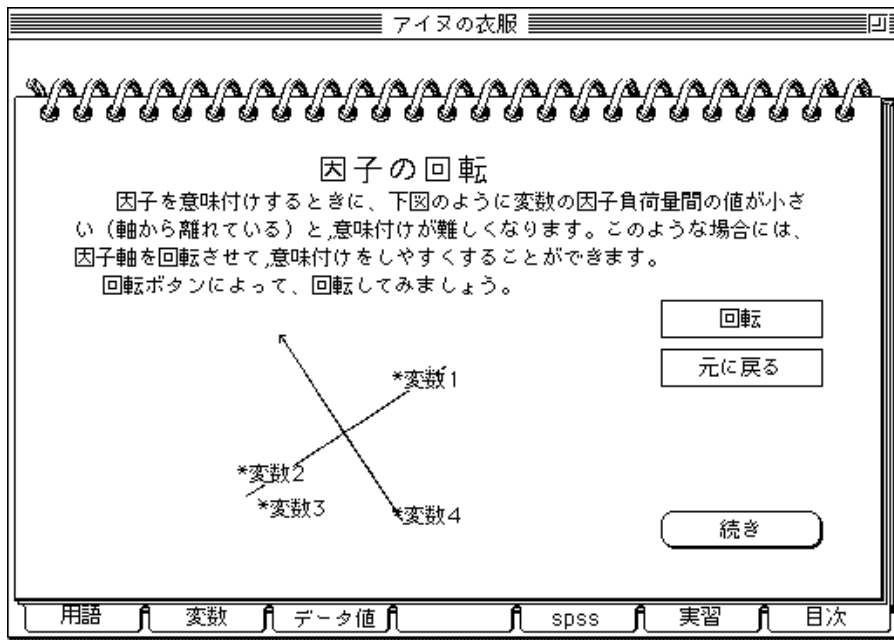 アイヌの衣服
因子の回転
因子を意味付けするときに、下図のように変数の因子負荷量間の値が小さ
い（軸から離れている）と,意味付けが難しくなります。このような場合には、
因子軸を回転させて,意味付けをしやすくすることができます。
回転ボタンによって、回転してみましょう。
回転
元に戻る
*変数1
*変数2
*変数3
*変数4
続き
用語 変数 データ値 spss 実習 目次